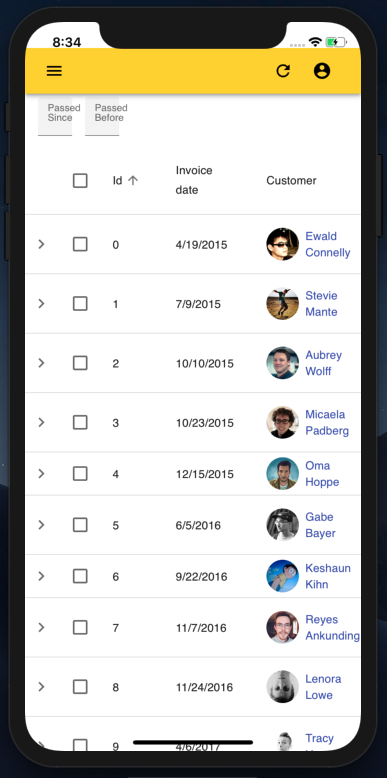 8:34
Passed Passed
Since Before
Id Invoice date Customer
0 4/19/2015 Ewald Connelly
1 7/9/2015 Stevie Mante
2 10/10/2015 Aubrey Wolff
3 10/23/2015 Micaela Padberg
4 12/15/2015 Oma Hoppe
5 6/5/2016 Gabe Bayer
6 9/22/2016 Keshaun Kihn
7 11/7/2016 Reyes Ankunding
8 11/24/2016 Lenora Lowe
9 4/6/2017 Tracy